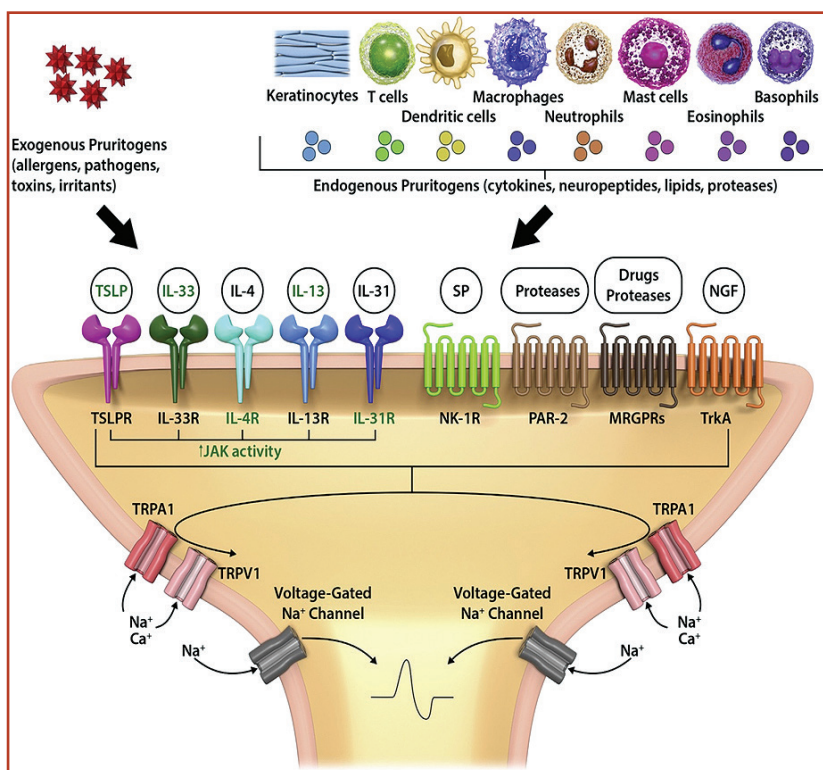 Keratinocytes
T cells
Macrophages
Mast cells
Basophils
Dendritic cells
Neutrophils
Eosinophils
Exogenous Pruritogens
(allergens, pathogens,
toxins, irritants)
Endogenous Pruritogens (cytokines, neuropeptides, lipids, proteases)
TSLP
IL-33
IL-4
IL-13
IL-31
SP
Proteases
Drugs
Proteases
NGF
TSLPR
IL-33R
IL-4R
IL-13R
IL-31R
NK-1R
PAR-2
MRGPRs
TrkA
↑JAK activity
TRPA1
TRPV1
Na⁺
Ca⁺
Na⁺
Voltage-Gated
Na⁺ Channel
Voltage-Gated
Na⁺ Channel
TRPA1
TRPV1
Na⁺
Ca⁺
Na⁺